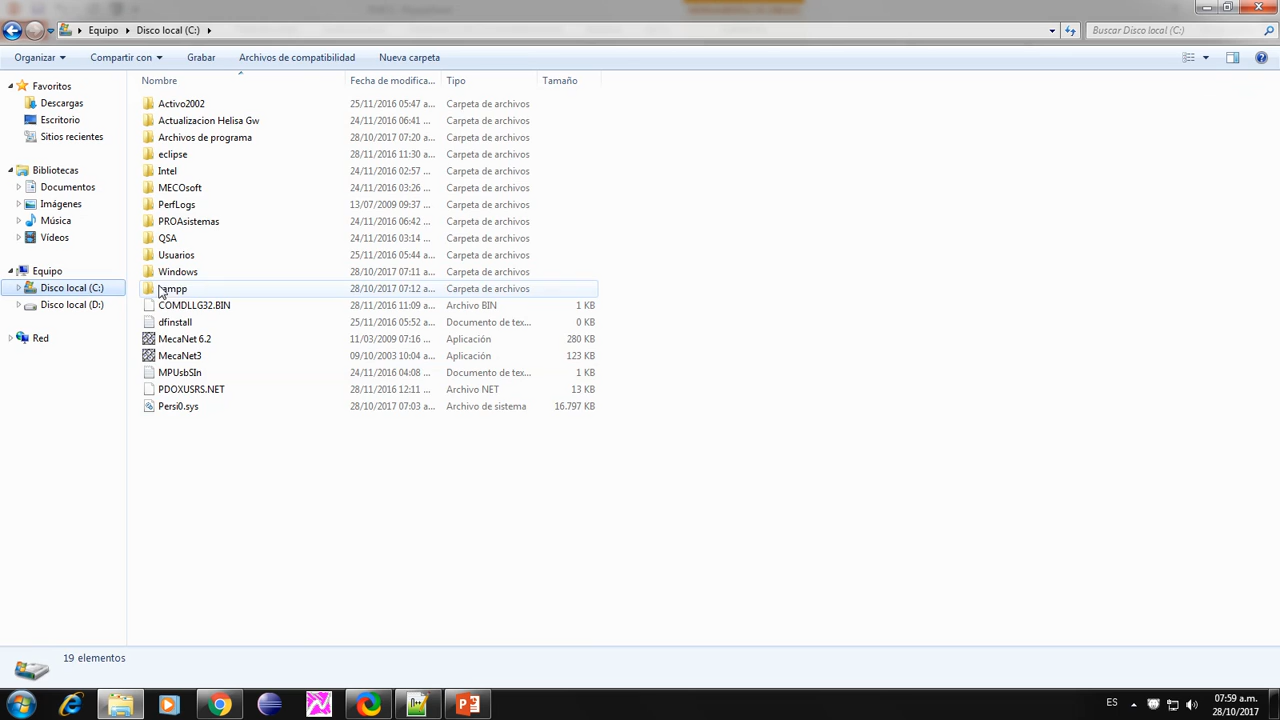 Equipo Disco local (C:)
Buscar Disco local (C:)
Organizar Compartir con Grabar Archivos de compatibilidad Nueva carpeta
Nombre Fecha de modifica... Tipo Tamaño
Favoritos
Descargas
Escritorio
Sitios recientes
Bibliotecas
Documentos
Imágenes
Música
Vídeos
Equipo
Disco local (C:)
Disco local (D:)
Red
Activo2002 25/11/2016 05:47 a... Carpeta de archivos
Actualizacion Helisa Gw 24/11/2016 06:41 ... Carpeta de archivos
Archivos de programa 28/10/2017 07:20 a... Carpeta de archivos
eclipse 28/11/2016 11:30 a... Carpeta de archivos
Intel 24/11/2016 02:57 ... Carpeta de archivos
MECOsoft 24/11/2016 03:26 ... Carpeta de archivos
PerfLogs 13/07/2009 09:37 ... Carpeta de archivos
PROAsistemas 24/11/2016 06:42 ... Carpeta de archivos
QSA 24/11/2016 03:14 ... Carpeta de archivos
Usuarios 25/11/2016 05:44 a... Carpeta de archivos
Windows 28/10/2017 07:11 a... Carpeta de archivos
28/10/2017 07:12 a... Carpeta de archivos
COMDLLG32.BIN 28/11/2016 11:09 a... Archivo BIN 1 KB
dfinstall 25/11/2016 05:52 a... Documento de tex... 0 KB
MecaNet 6.2 11/03/2009 07:16 ... Aplicación 280 KB
MecaNet3 09/10/2003 10:04 a... Aplicación 123 KB
MPUsbSIn 24/11/2016 04:08 ... Documento de tex... 1 KB
PDOXUSRS.NET 28/11/2016 12:11 ... Archivo NET 13 KB
Persi0.sys 28/10/2017 07:03 a... Archivo de sistema 16.797 KB
19 elementos
ES
07:59 a.m.
28/10/2017